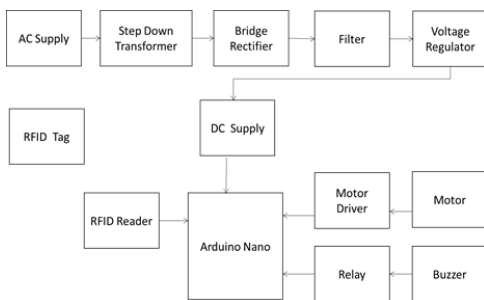 AC Supply
Step Down
Transformer
Bridge
Rectifier
Filter
Voltage
Regulator
RFID Tag
DC Supply
RFID Reader
Arduino Nano
Motor
Driver
Motor
Relay
Buzzer